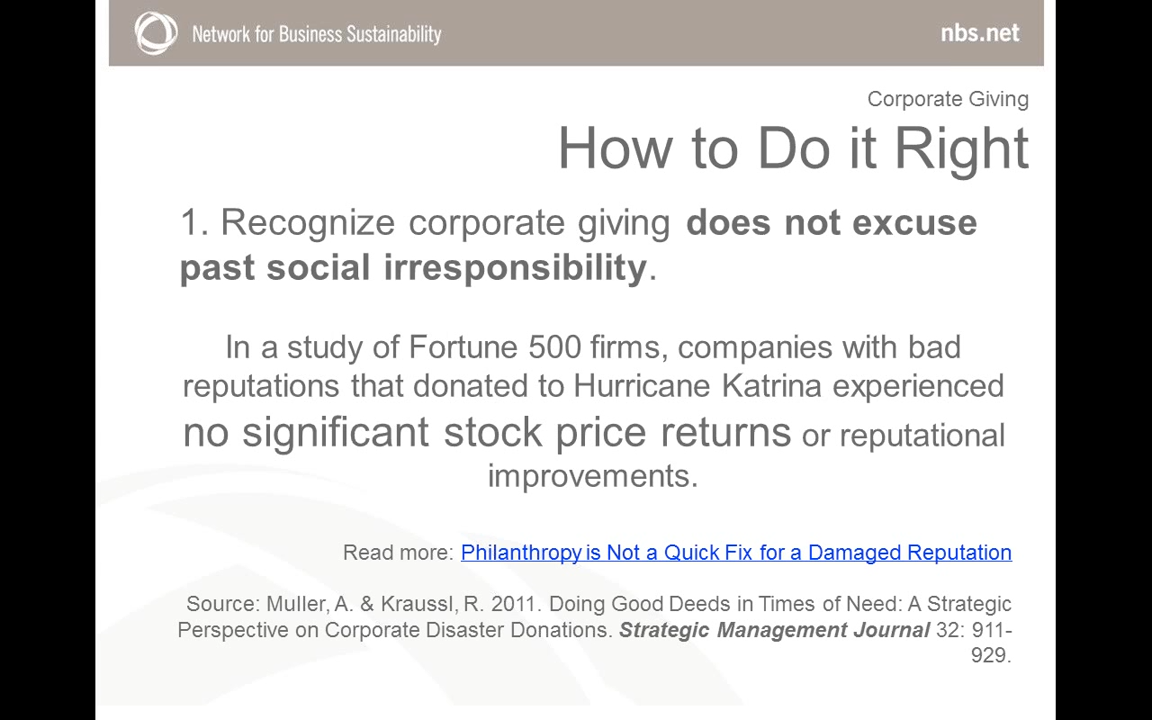 Network for Business Sustainability
nbs.net
Corporate Giving
How to Do it Right
1. Recognize corporate giving does not excuse
past social irresponsibility.
In a study of Fortune 500 firms, companies with bad
reputations that donated to Hurricane Katrina experienced
no significant stock price returns or reputational
improvements.
Read more: Philanthropy is Not a Quick Fix for a Damaged Reputation
Source: Muller, A. & Kraussl, R. 2011. Doing Good Deeds in Times of Need: A Strategic
Perspective on Corporate Disaster Donations. Strategic Management Journal 32: 911-
929.